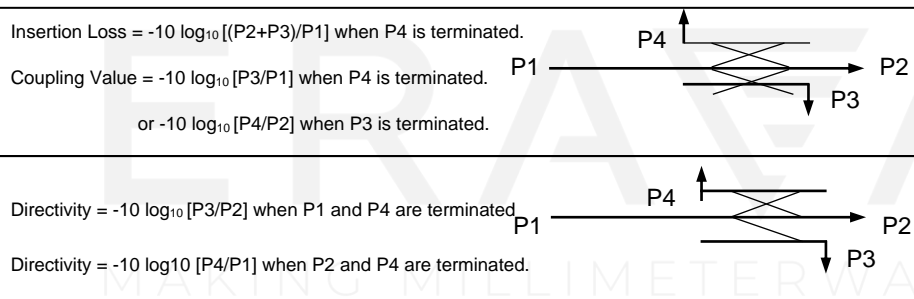 Insertion Loss = -10 log₁₀ [(P2+P3)/P1] when P4 is terminated.
P4
Coupling Value = -10 log₁₀ [P3/P1] when P4 is terminated.
P1
P2
P3
or -10 log₁₀ [P4/P2] when P3 is terminated.
P4
Directivity = -10 log₁₀ [P3/P2] when P1 and P4 are terminated
P1
P2
Directivity = -10 log10 [P4/P1] when P2 and P4 are terminated.
P3
ERAVA
MAKING MILLIMETERWA